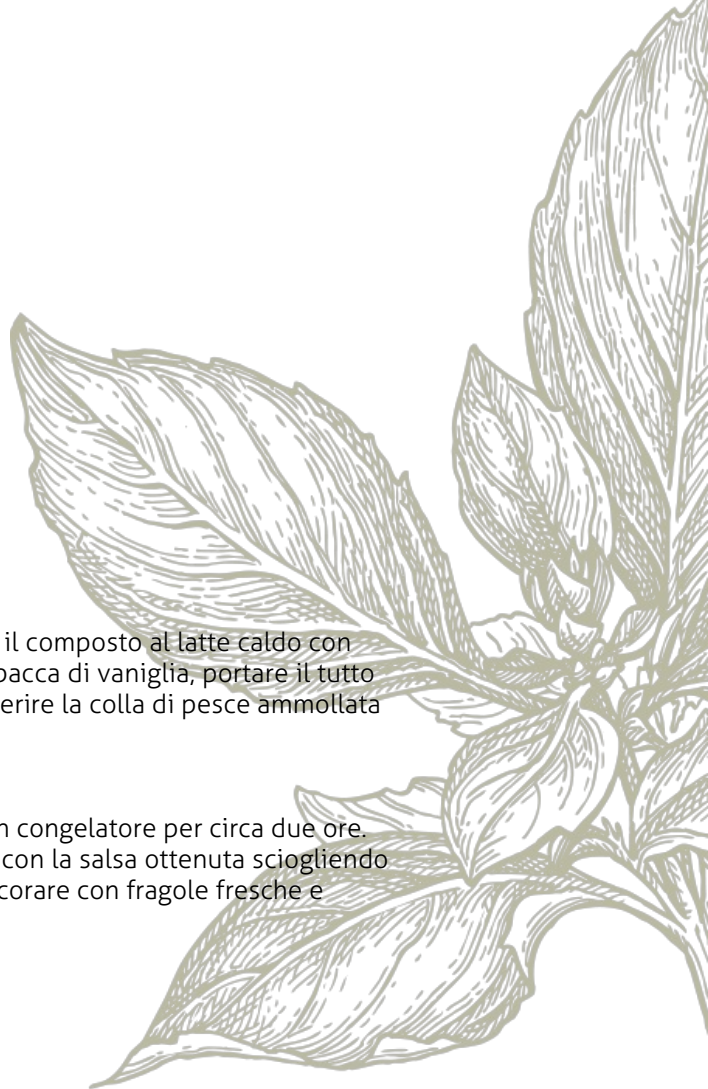 il composto al latte caldo con
bacca di vaniglia, portare il tutto
erire la colla di pesce ammollata
n congelatore per circa due ore.
con la salsa ottenuta sciogliendo
corare con fragole fresche e